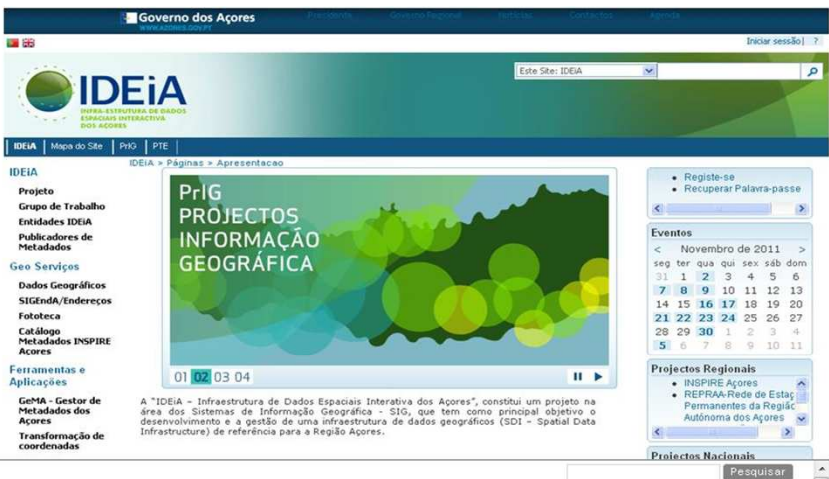 Governo dos Açores
WWW.AZORES.GOV.PT
Presidente Governo Regional Notícias Contactos Agenda
Iniciar sessão| ?
IDEiA
INFRA-ESTRUTURA DE DADOS
ESPACIAIS INTERACTIVA
DOS AÇORES
Este Site: IDEiA
IDEiA Mapa do Site PrIG PTE
IDEiA > Páginas > Apresentacao
IDEiA
Projeto
Grupo de Trabalho
Entidades IDEiA
Publicadores de
Metadados
Geo Serviços
Dados Geográficos
SIGEndA/Endereços
Fototeca
Catálogo
Metadados INSPIRE
Acores
Ferramentas e
Aplicações
GeMA - Gestor de
Metadados dos
Açores
Transformação de
coordenadas
PrIG
PROJECTOS
INFORMAÇÃO
GEOGRÁFICA
01 02 03 04
A "IDEiA – Infraestrutura de Dados Espaciais Interativa dos Açores", constitui um projeto na
área dos Sistemas de Informação Geográfica - SIG, que tem como principal objetivo o
desenvolvimento e a gestão de uma infraestrutura de dados geográficos (SDI – Spatial Data
Infrastructure) de referência para a Região Açores.
Registe-se
Recuperar Palavra-passe
Eventos
< Novembro de 2011 >
seg ter qua qui sex sáb dom
31 1 2 3 4 5 6
7 8 9 10 11 12 13
14 15 16 17 18 19 20
21 22 23 24 25 26 27
28 29 30 1 2 3 4
5 6 7 8 9 10 11
Projectos Regionais
INSPIRE Açores
REPRAA-Rede de Estaç
Permanentes da Regiãc
Autónoma dos Açores
Projectos Nacionais
Pesquisar